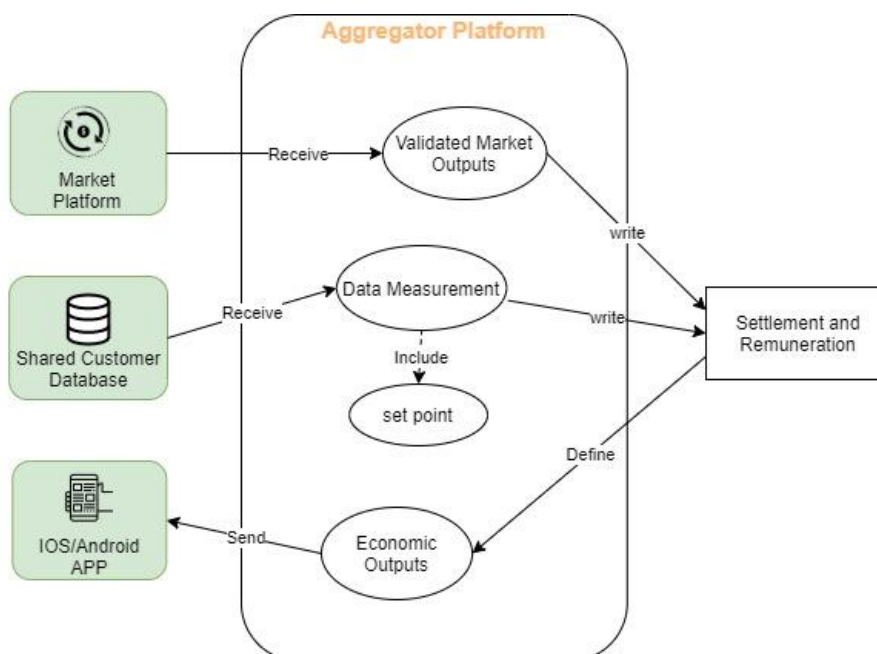 Aggregator Platform
Market
Platform
Receive
Validated Market
Outputs
write
Shared Customer
Database
Receive
Data Measurement
write
Settlement and
Remuneration
Include
set point
Define
IOS/Android
APP
Send
Economic
Outputs